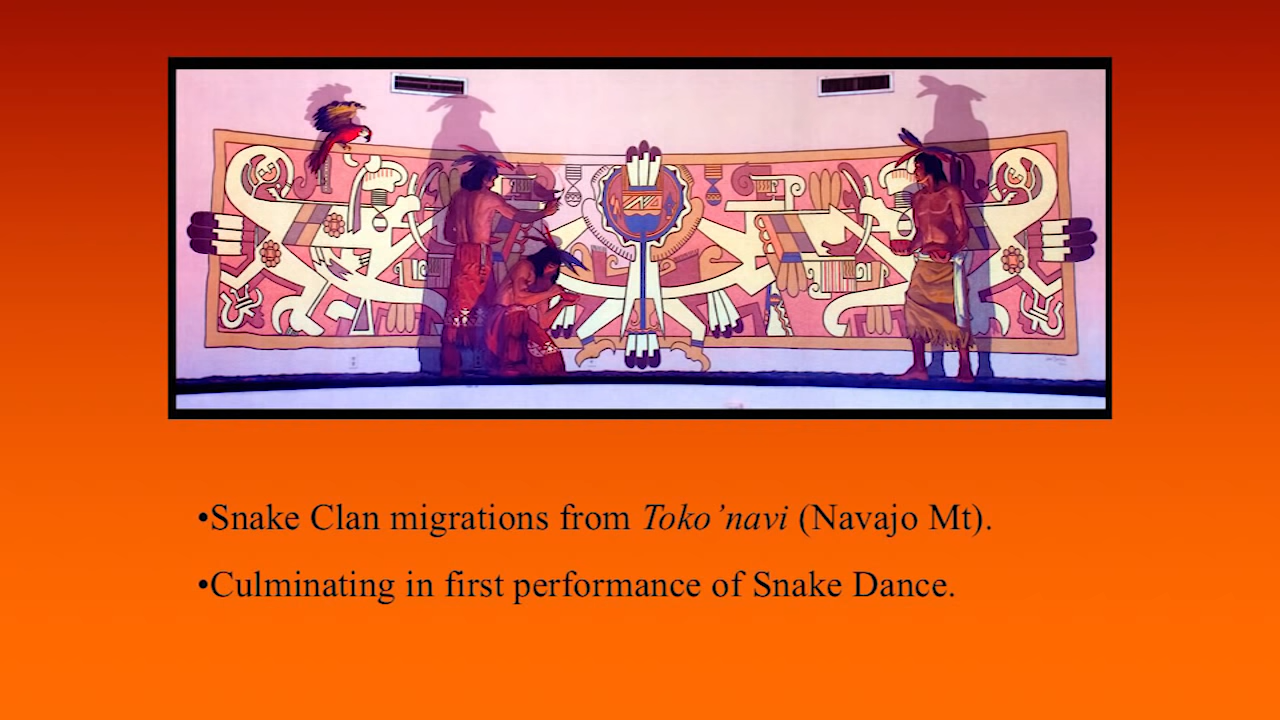 •Snake Clan migrations from Toko’navi (Navajo Mt).
•Culminating in first performance of Snake Dance.